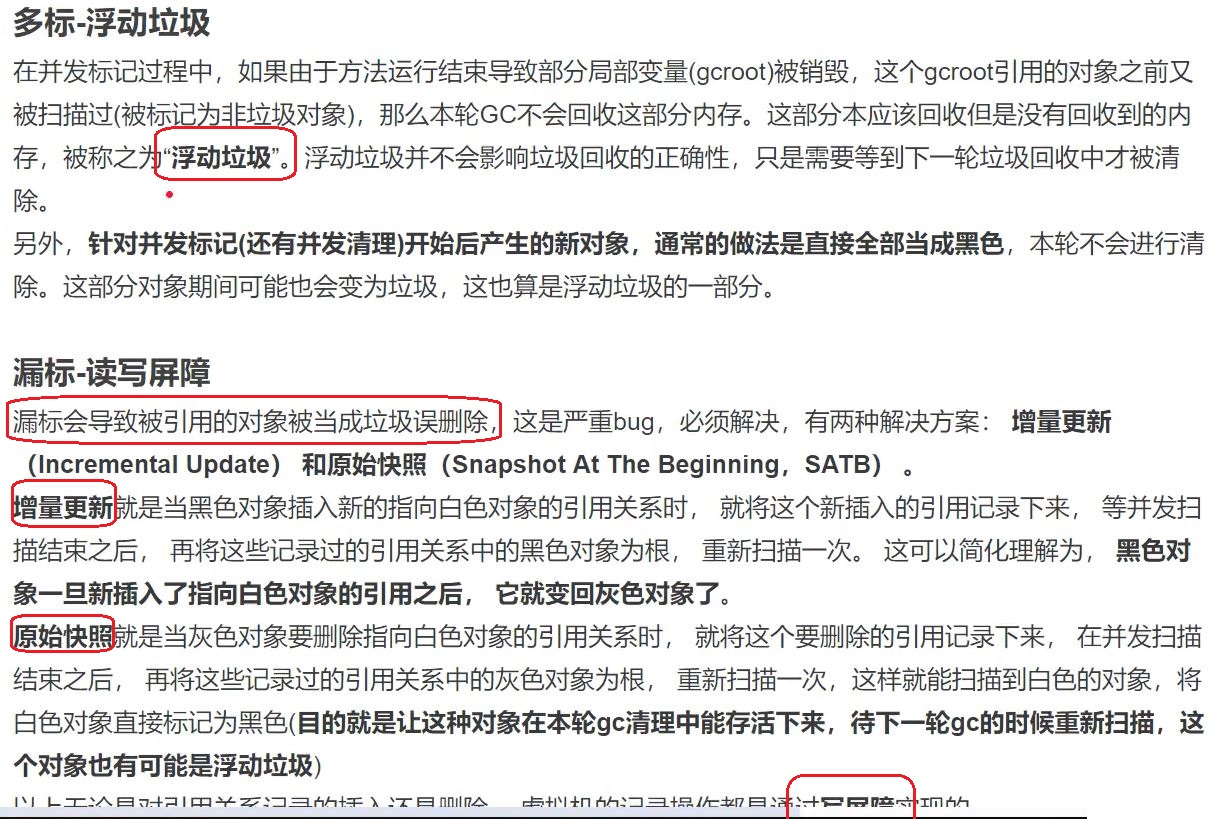 多标-浮动垃圾
在并发标记过程中，如果由于方法运行结束导致部分局部变量(gcroot)被销毁，这个gcroot引用的对象之前又
被扫描过(被标记为非垃圾对象)，那么本轮GC不会回收这部分内存。这部分本应该回收但是没有回收到的内
存，被称之为“浮动垃圾”。浮动垃圾并不会影响垃圾回收的正确性，只是需要等到下一轮垃圾回收中才被清
除。
另外，针对并发标记(还有并发清理)开始后产生的新对象，通常的做法是直接全部当成黑色，本轮不会进行清
除。这部分对象期间可能也会变为垃圾，这也算是浮动垃圾的一部分。
漏标-读写屏障
漏标会导致被引用的对象被当成垃圾误删除，这是严重bug，必须解决，有两种解决方案： 增量更新
（Incremental Update） 和原始快照（Snapshot At The Beginning，SATB） 。
增量更新就是当黑色对象插入新的指向白色对象的引用关系时， 就将这个新插入的引用记录下来， 等并发扫
描结束之后， 再将这些记录过的引用关系中的黑色对象为根， 重新扫描一次。 这可以简化理解为， 黑色对
象一旦新插入了指向白色对象的引用之后， 它就变回灰色对象了。
原始快照就是当灰色对象要删除指向白色对象的引用关系时， 就将这个要删除的引用记录下来， 在并发扫描
结束之后， 再将这些记录过的引用关系中的灰色对象为根， 重新扫描一次，这样就能扫描到白色的对象，将
白色对象直接标记为黑色(目的就是让这种对象在本轮gc清理中能存活下来，待下一轮gc的时候重新扫描，这
个对象也有可能是浮动垃圾)
以上无论是对引用关系记录的插入还是删除， 虚拟机的记录操作都是通过写屏障实现的